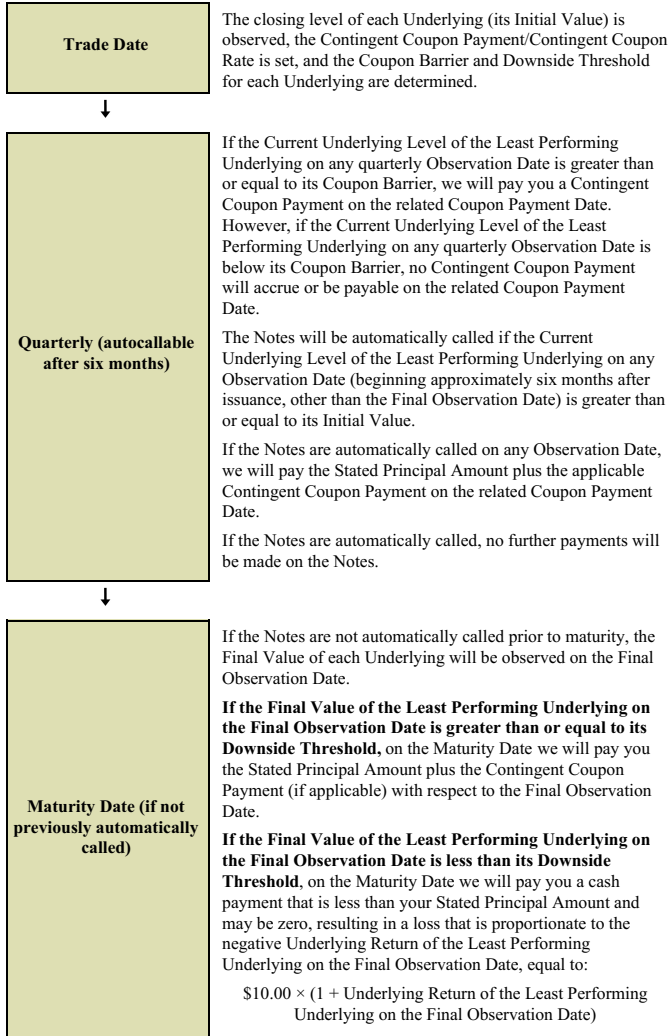 Trade Date
The closing level of each Underlying (its Initial Value) is
observed, the Contingent Coupon Payment/Contingent Coupon
Rate is set, and the Coupon Barrier and Downside Threshold
for each Underlying are determined.
↓
Quarterly (autocallable
after six months)
If the Current Underlying Level of the Least Performing
Underlying on any quarterly Observation Date is greater than
or equal to its Coupon Barrier, we will pay you a Contingent
Coupon Payment on the related Coupon Payment Date.
However, if the Current Underlying Level of the Least
Performing Underlying on any quarterly Observation Date is
below its Coupon Barrier, no Contingent Coupon Payment
will accrue or be payable on the related Coupon Payment
Date.
The Notes will be automatically called if the Current
Underlying Level of the Least Performing Underlying on any
Observation Date (beginning approximately six months after
issuance, other than the Final Observation Date) is greater than
or equal to its Initial Value.
If the Notes are automatically called on any Observation Date,
we will pay the Stated Principal Amount plus the applicable
Contingent Coupon Payment on the related Coupon Payment
Date.
If the Notes are automatically called, no further payments will
be made on the Notes.
↓
Maturity Date (if not
previously automatically
called)
If the Notes are not automatically called prior to maturity, the
Final Value of each Underlying will be observed on the Final
Observation Date.
If the Final Value of the Least Performing Underlying on
the Final Observation Date is greater than or equal to its
Downside Threshold, on the Maturity Date we will pay you
the Stated Principal Amount plus the Contingent Coupon
Payment (if applicable) with respect to the Final Observation
Date.
If the Final Value of the Least Performing Underlying on
the Final Observation Date is less than its Downside
Threshold, on the Maturity Date we will pay you a cash
payment that is less than your Stated Principal Amount and
may be zero, resulting in a loss that is proportionate to the
negative Underlying Return of the Least Performing
Underlying on the Final Observation Date, equal to:
$10.00 × (1 + Underlying Return of the Least Performing
Underlying on the Final Observation Date)